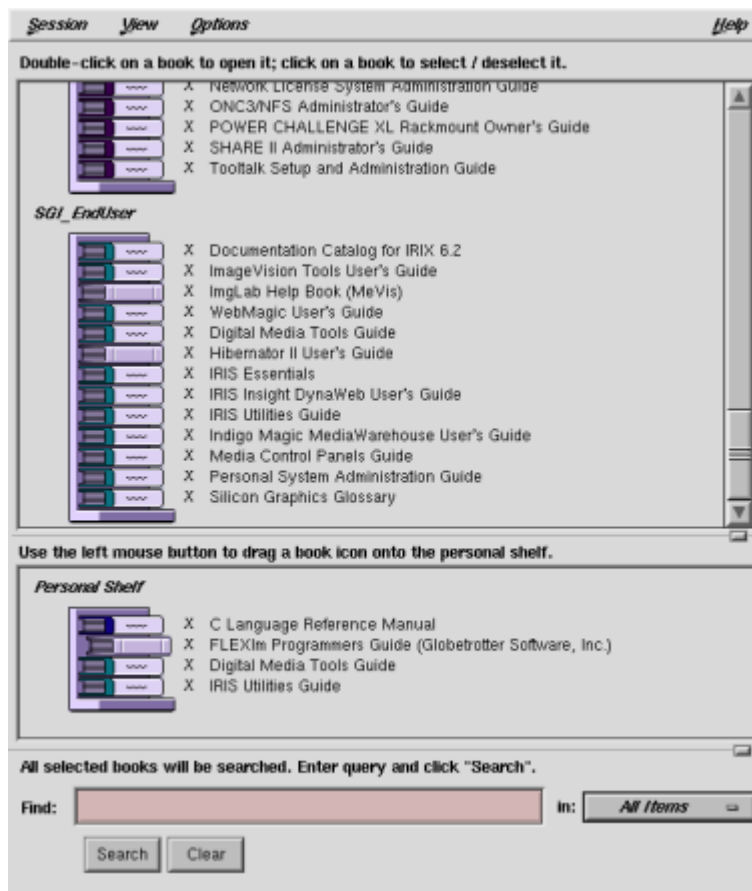 Session View Options Help
Double-click on a book to open it; click on a book to select / deselect it.
X Network License System Administration Guide
X ONC3/NFS Administrator's Guide
X POWER CHALLENGE XL Rackmount Owner's Guide
X SHARE II Administrator's Guide
X Tooltalk Setup and Administration Guide
SGI_EndUser
X Documentation Catalog for IRIX 6.2
X ImageVision Tools User's Guide
X ImgLab Help Book (MeVis)
X WebMagic User's Guide
X Digital Media Tools Guide
X Hibernator II User's Guide
X IRIS Essentials
X IRIS Insight DynaWeb User's Guide
X IRIS Utilities Guide
X Indigo Magic MediaWarehouse User's Guide
X Media Control Panels Guide
X Personal System Administration Guide
X Silicon Graphics Glossary
Use the left mouse button to drag a book icon onto the personal shelf.
Personal Shelf
X C Language Reference Manual
X FLEXlm Programmers Guide (Globetrotter Software, Inc.)
X Digital Media Tools Guide
X IRIS Utilities Guide
All selected books will be searched. Enter query and click "Search".
Find: in: All Items
Search Clear